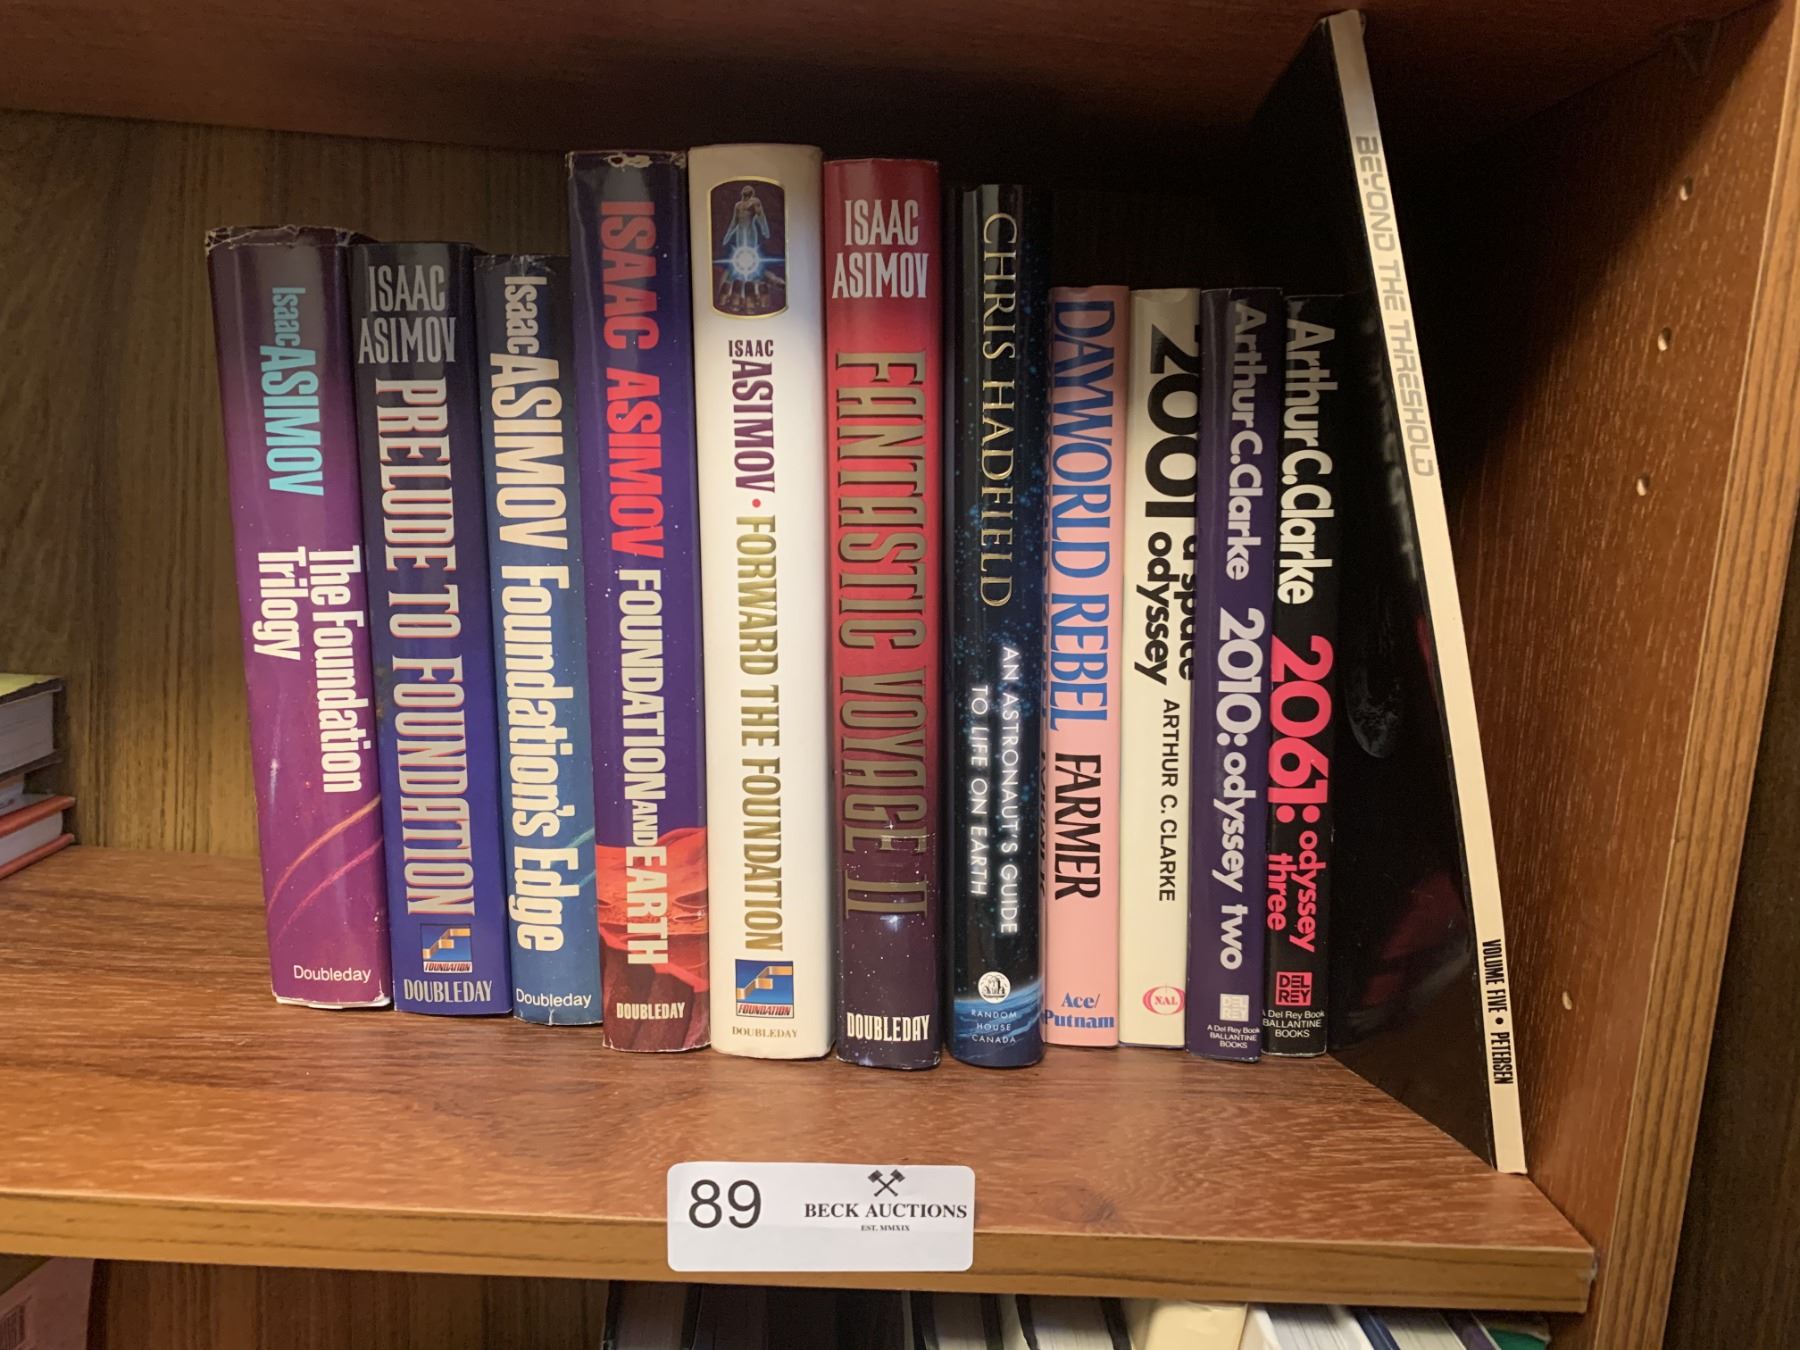 Isaac ASIMOV
The Foundation
Trilogy
Doubleday
ISAAC
ASIMOV
PRELUDE TO FOUNDATION
FOUNDATION
DOUBLEDAY
Isaac ASIMOV Foundation's Edge
Doubleday
ISAAC ASIMOV FOUNDATION AND EARTH
DOUBLEDAY
ISAAC
ASIMOV • FORWARD THE FOUNDATION
FOUNDATION
DOUBLEDAY
ISAAC
ASIMOV
FANTASTIC VOYAGE II
DOUBLEDAY
CHRIS HADFIELD
AN ASTRONAUT'S GUIDE
TO LIFE ON EARTH
RANDOM
HOUSE
CANADA
DAYWORLD REBEL FARMER
Ace/
Putnam
2001 a space
odyssey
ARTHUR C. CLARKE
NAL
Arthur C. Clarke 2010: odyssey two
DEL
REY
A Del Rey Book
BALLANTINE
BOOKS
Arthur C. Clarke 2061: odyssey
three
DEL
REY
A Del Rey Book
BALLANTINE
BOOKS
BEYOND THE THRESHOLD
VOLUME FIVE • PETERSEN
89
BECK AUCTIONS
EST. MMXIX